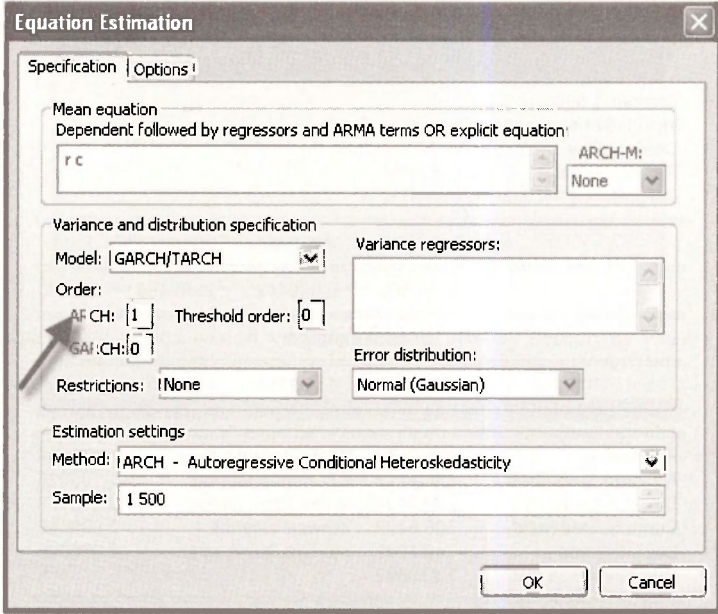 Equation Estimation
Specification Options
Mean equation
Dependent followed by regressors and ARMA terms OR explicit equation:
r c
ARCH-M:
None
Variance and distribution specification
Model: GARCH/TARCH
Variance regressors:
Order:
ARCH: 1 Threshold order: 0
GARCH: 0
Error distribution:
Restrictions: None
Normal (Gaussian)
Estimation settings
Method: ARCH - Autoregressive Conditional Heteroskedasticity
Sample: 1 500
OK Cancel